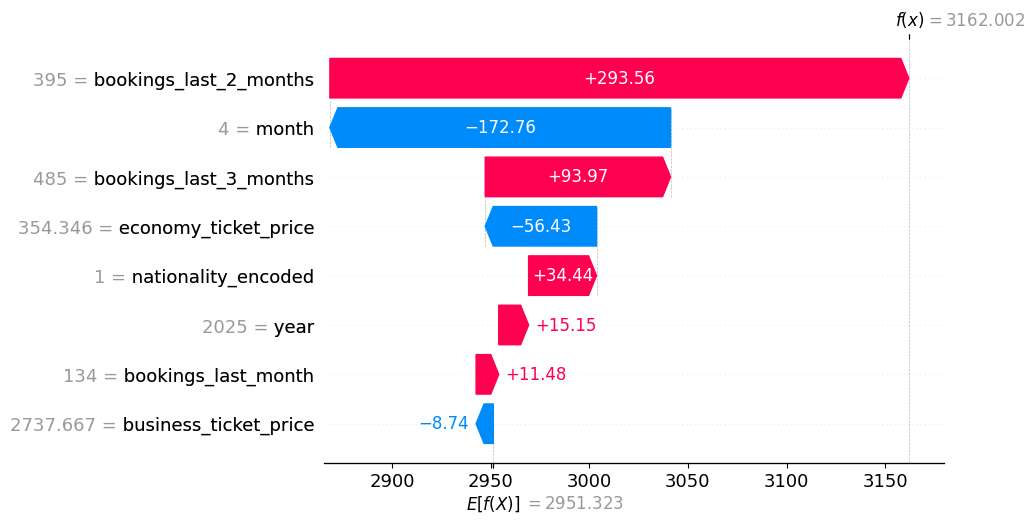 f(x) = 3162.002
395 = bookings_last_2_months +293.56
4 = month −172.76
485 = bookings_last_3_months +93.97
354.346 = economy_ticket_price −56.43
1 = nationality_encoded +34.44
2025 = year +15.15
134 = bookings_last_month +11.48
2737.667 = business_ticket_price −8.74
2900 2950 3000 3050 3100 3150
E[f(X)] = 2951.323